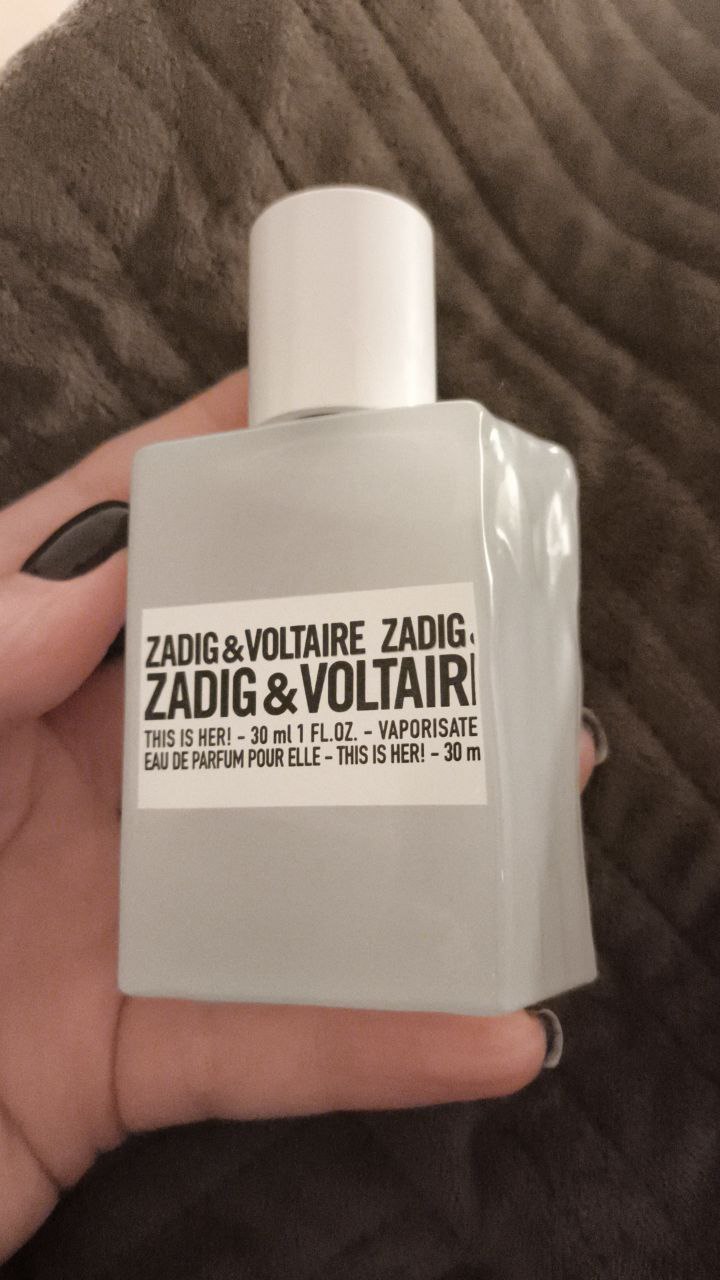 ZADIG&VOLTAIRE ZADIG&
ZADIG&VOLTAIR
THIS IS HER! - 30 ml 1 FL.OZ. - VAPORISATE
EAU DE PARFUM POUR ELLE - THIS IS HER! - 30 m